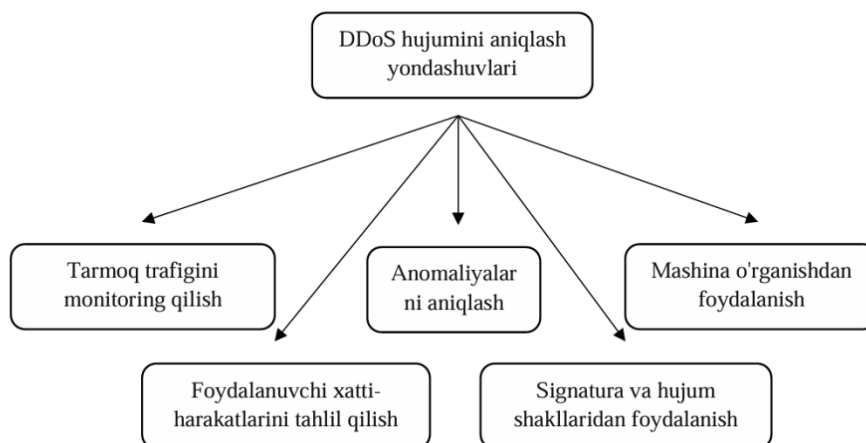 DDoS hujumini aniqlash
yondashuvlari
Tarmoq trafigini
monitoring qilish
Anomaliyalar
ni aniqlash
Mashina o'rganishdan
foydalanish
Foydalanuvchi xatti-
harakatlarini tahlil qilish
Signatura va hujum
shakllaridan foydalanish